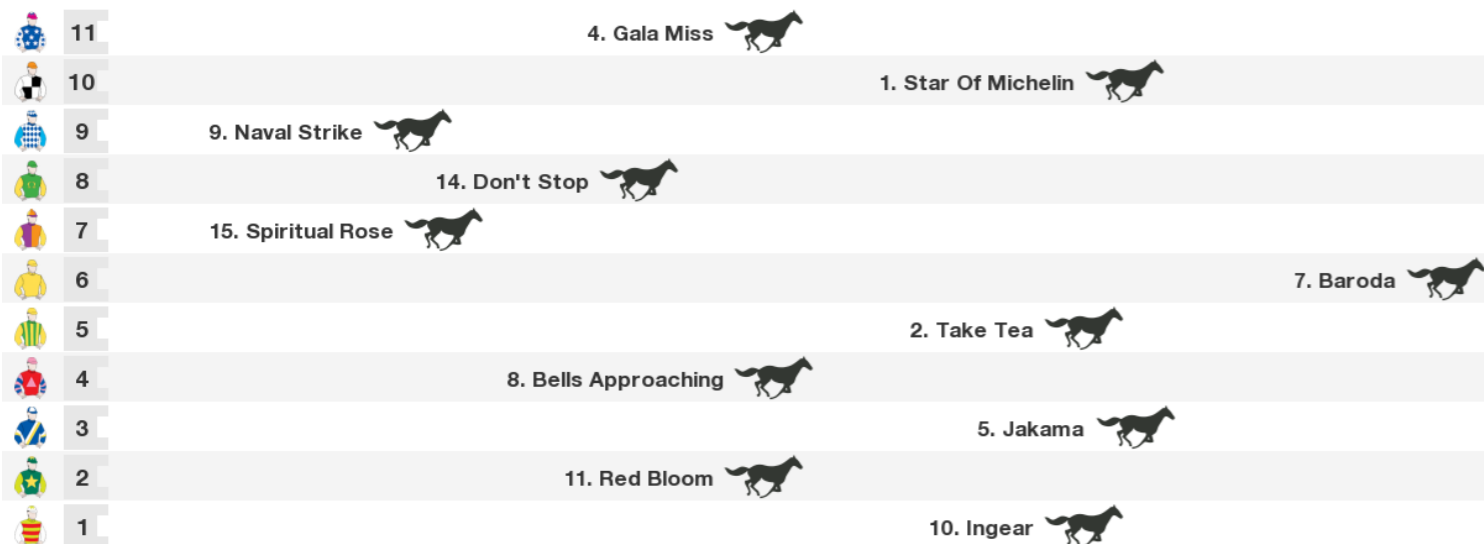 11 4. Gala Miss
10 1. Star Of Michelin
9 9. Naval Strike
8 14. Don't Stop
7 15. Spiritual Rose
6 7. Baroda
5 2. Take Tea
4 8. Bells Approaching
3 5. Jakama
2 11. Red Bloom
1 10. Ingear